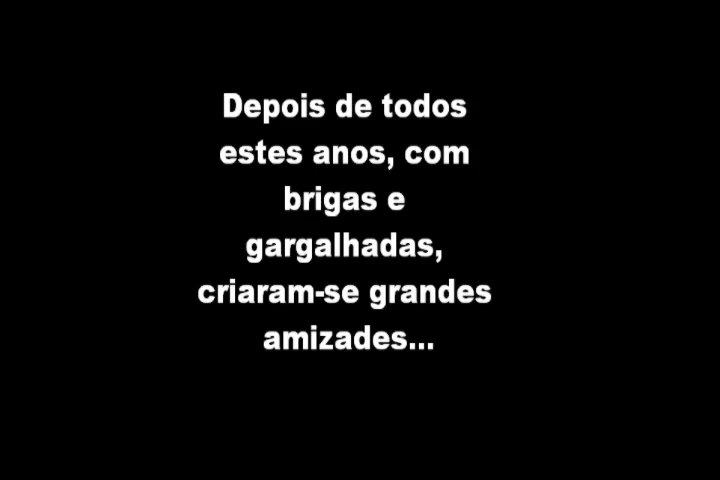 Depois de todos
estes anos, com
brigas e
gargalhadas,
criaram-se grandes
amizades...